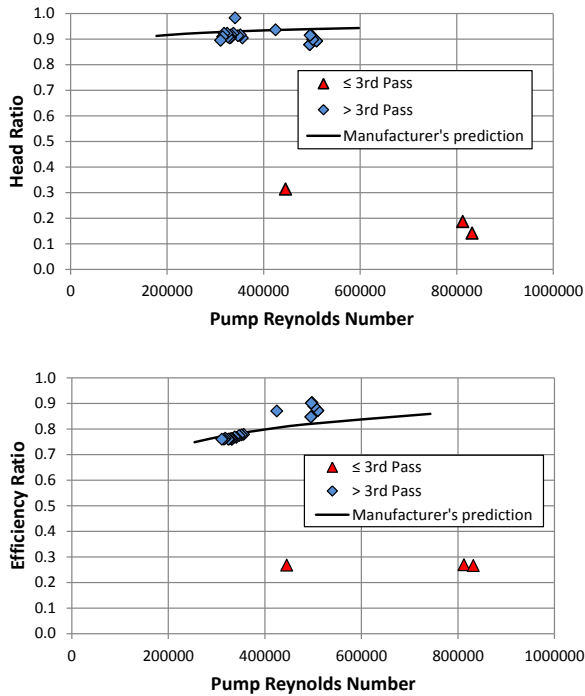 1.0
0.9
0.8
0.7
0.6
0.5
0.4
0.3
0.2
0.1
0.0
Head Ratio
≤ 3rd Pass
> 3rd Pass
Manufacturer's prediction
0 200000 400000 600000 800000 1000000
Pump Reynolds Number
1.0
0.9
0.8
0.7
0.6
0.5
0.4
0.3
0.2
0.1
0.0
Efficiency Ratio
≤ 3rd Pass
> 3rd Pass
Manufacturer's prediction
0 200000 400000 600000 800000 1000000
Pump Reynolds Number